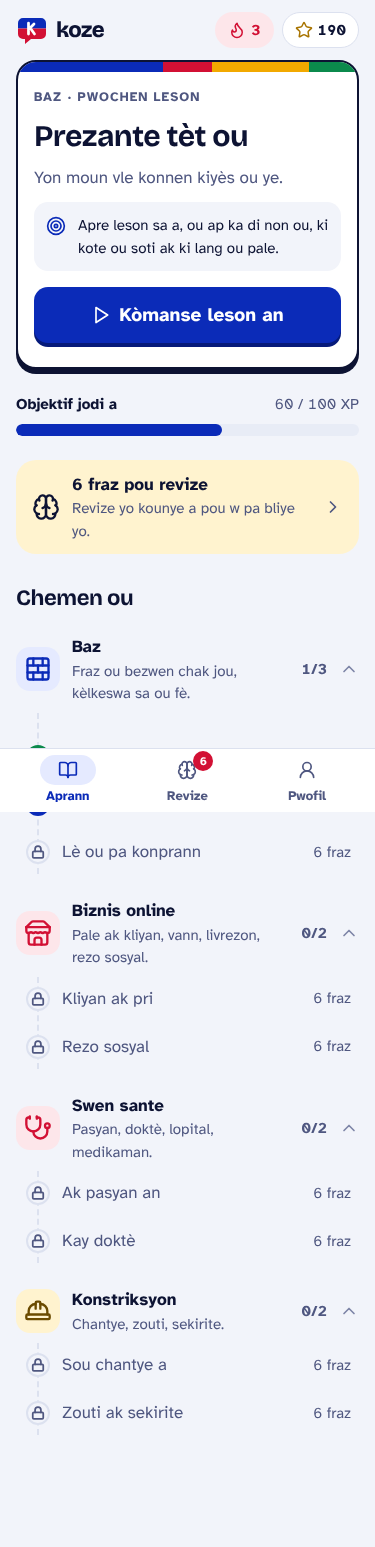 koze
3
190
BAZ · PWOCHEN LESON
Prezante tèt ou
Yon moun vle konnen kiyès ou ye.
Apre leson sa a, ou ap ka di non ou, ki
kote ou soti ak ki lang ou pale.
Kòmanse leson an
Objektif jodi a
60 / 100 XP
6 fraz pou revize
Revize yo kounye a pou w pa bliye
yo.
Chemen ou
Baz
Fraz ou bezwen chak jou,
kèlkeswa sa ou fè.
1/3
6
Aprann
Revize
Pwofil
Lè ou pa konprann
6 fraz
Biznis online
Pale ak kliyan, vann, livrezon,
rezo sosyal.
0/2
Kliyan ak pri
6 fraz
Rezo sosyal
6 fraz
Swen sante
Pasyan, doktè, lopital,
medikaman.
0/2
Ak pasyan an
6 fraz
Kay doktè
6 fraz
Konstriksyon
Chantye, zouti, sekirite.
0/2
Sou chantye a
6 fraz
Zouti ak sekirite
6 fraz